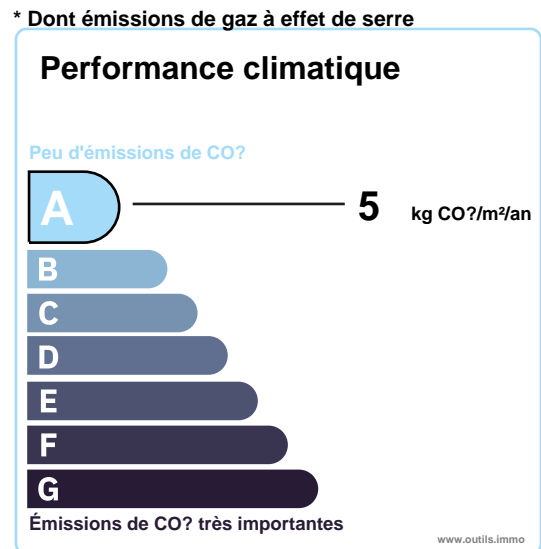 * Dont émissions de gaz à effet de serre
Performance climatique
Peu d'émissions de CO?
A 5 kg CO?/m²/an
B
C
D
E
F
G
Émissions de CO? très importantes
www.outils.immo